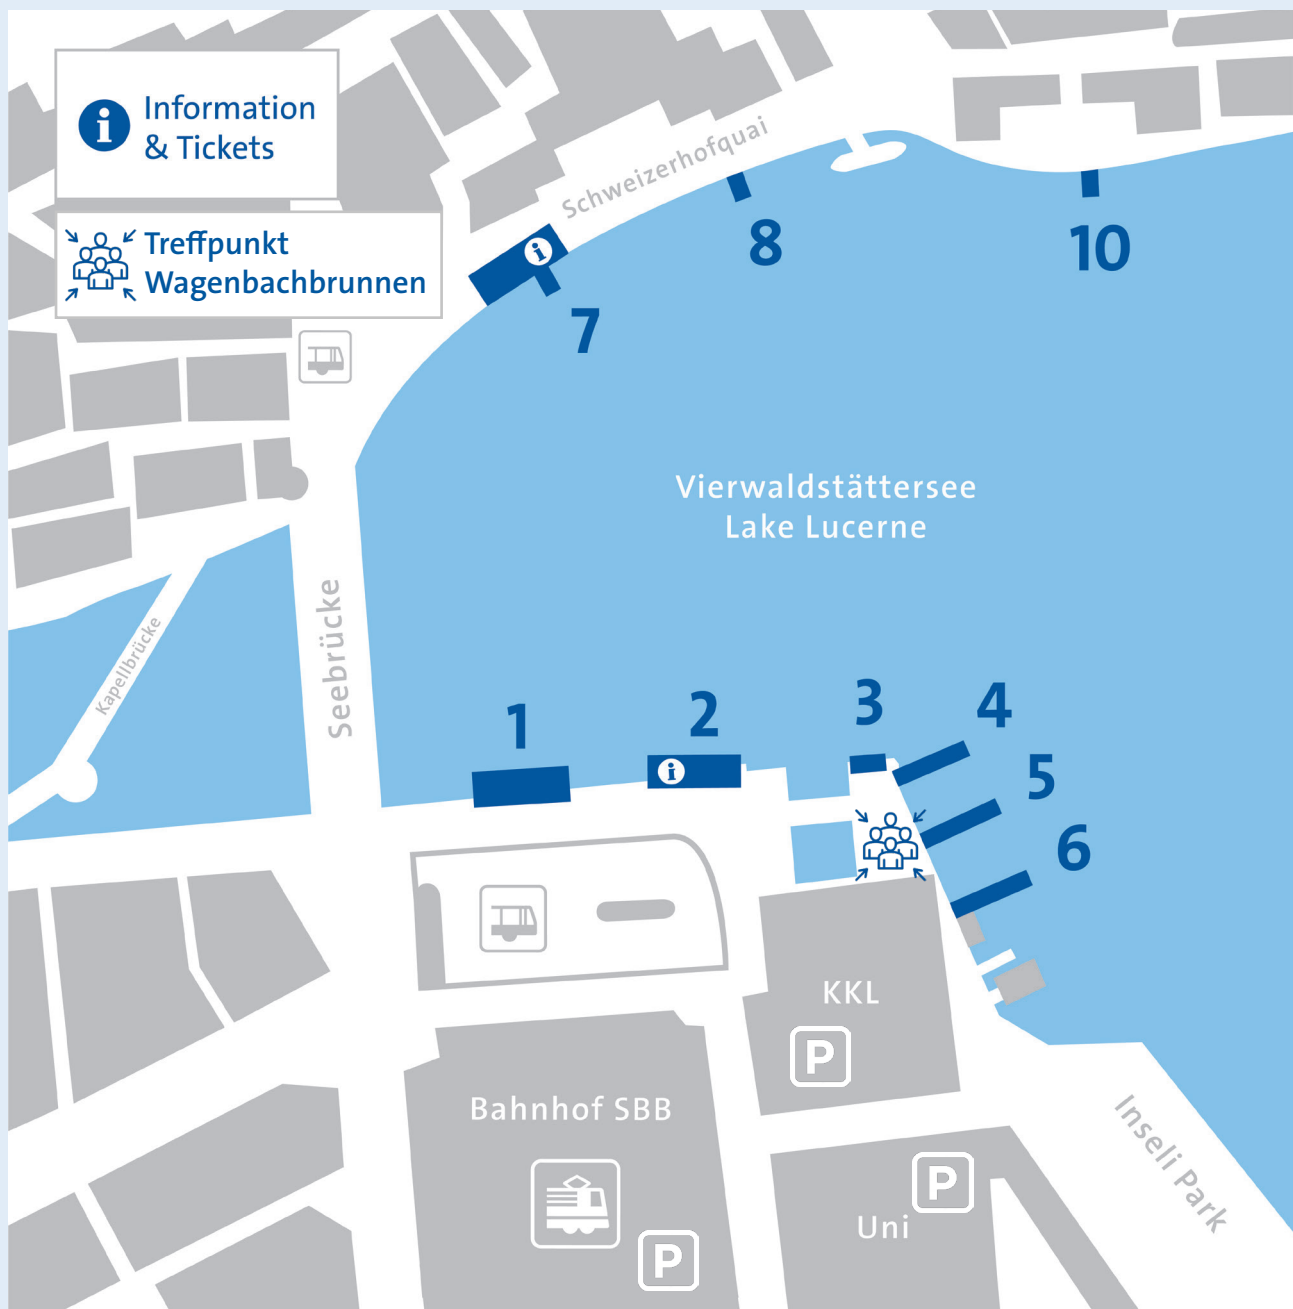 Information
& Tickets
Treffpunkt
Wagenbachbrunnen
Schweizerhofquai
8
10
7
Vierwaldstättersee
Lake Lucerne
Seebrücke
Kapellbrücke
1
2
3
4
5
6
KKL
P
Bahnhof SBB
P
Uni
P
Inseli Park